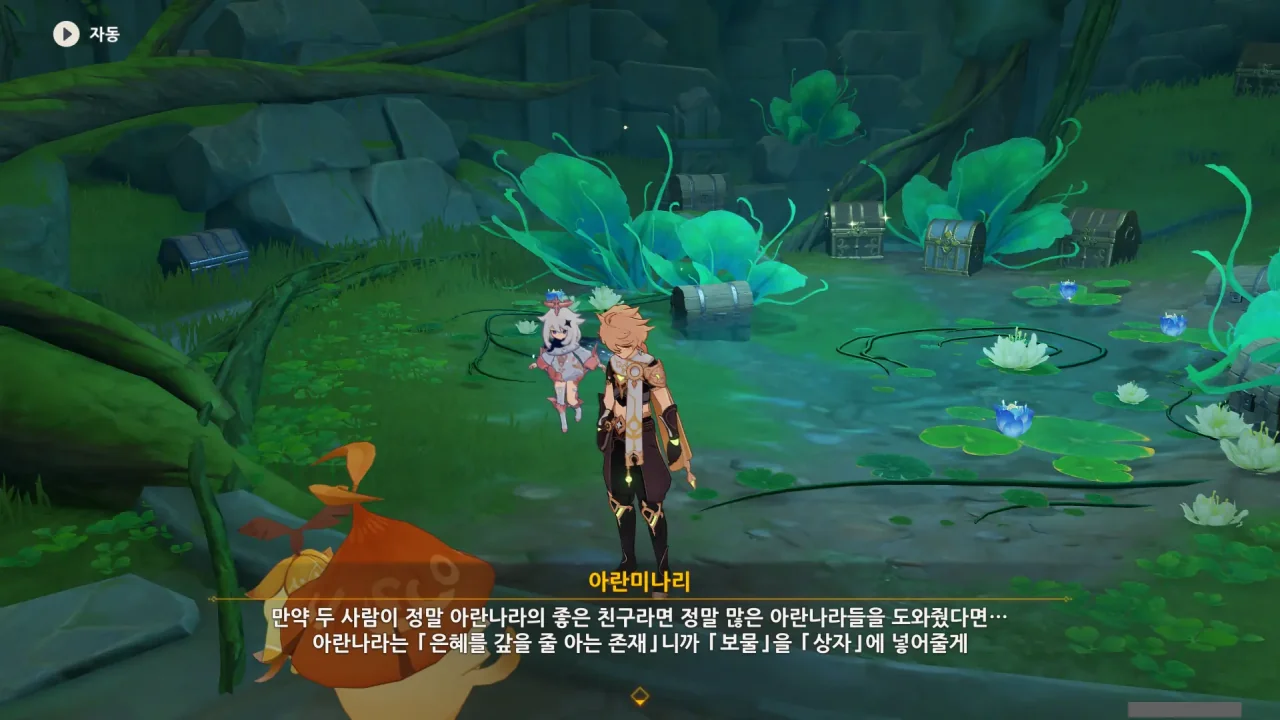 자동
아란미나리
만약 두 사람이 정말 아란나라의 좋은 친구라면 정말 많은 아란나라들을 도와줬다면…
아란나라는 「은혜를 갚을 줄 아는 존재」니까 「보물」을 「상자」에 넣어줄게